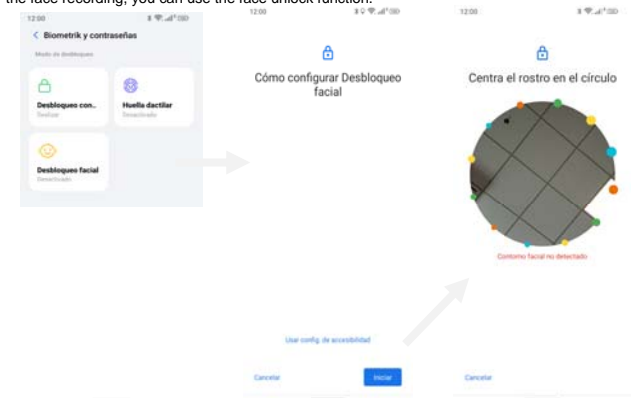 the face recording, you can use the face unlock function.
12:00
Biometrik y contraseñas
Modo de desbloqueo
Desbloques con..
Deslizar
Huella dactilar
Desactivado
Desbloqueo facial
Desactivado
12:00
Cómo configurar Desbloqueo
facial
Usar config. de accesibilidad
Cancelar
Iniciar
12:00
Centra el rostro en el círculo
Contorno facial no detectado
Cancelar